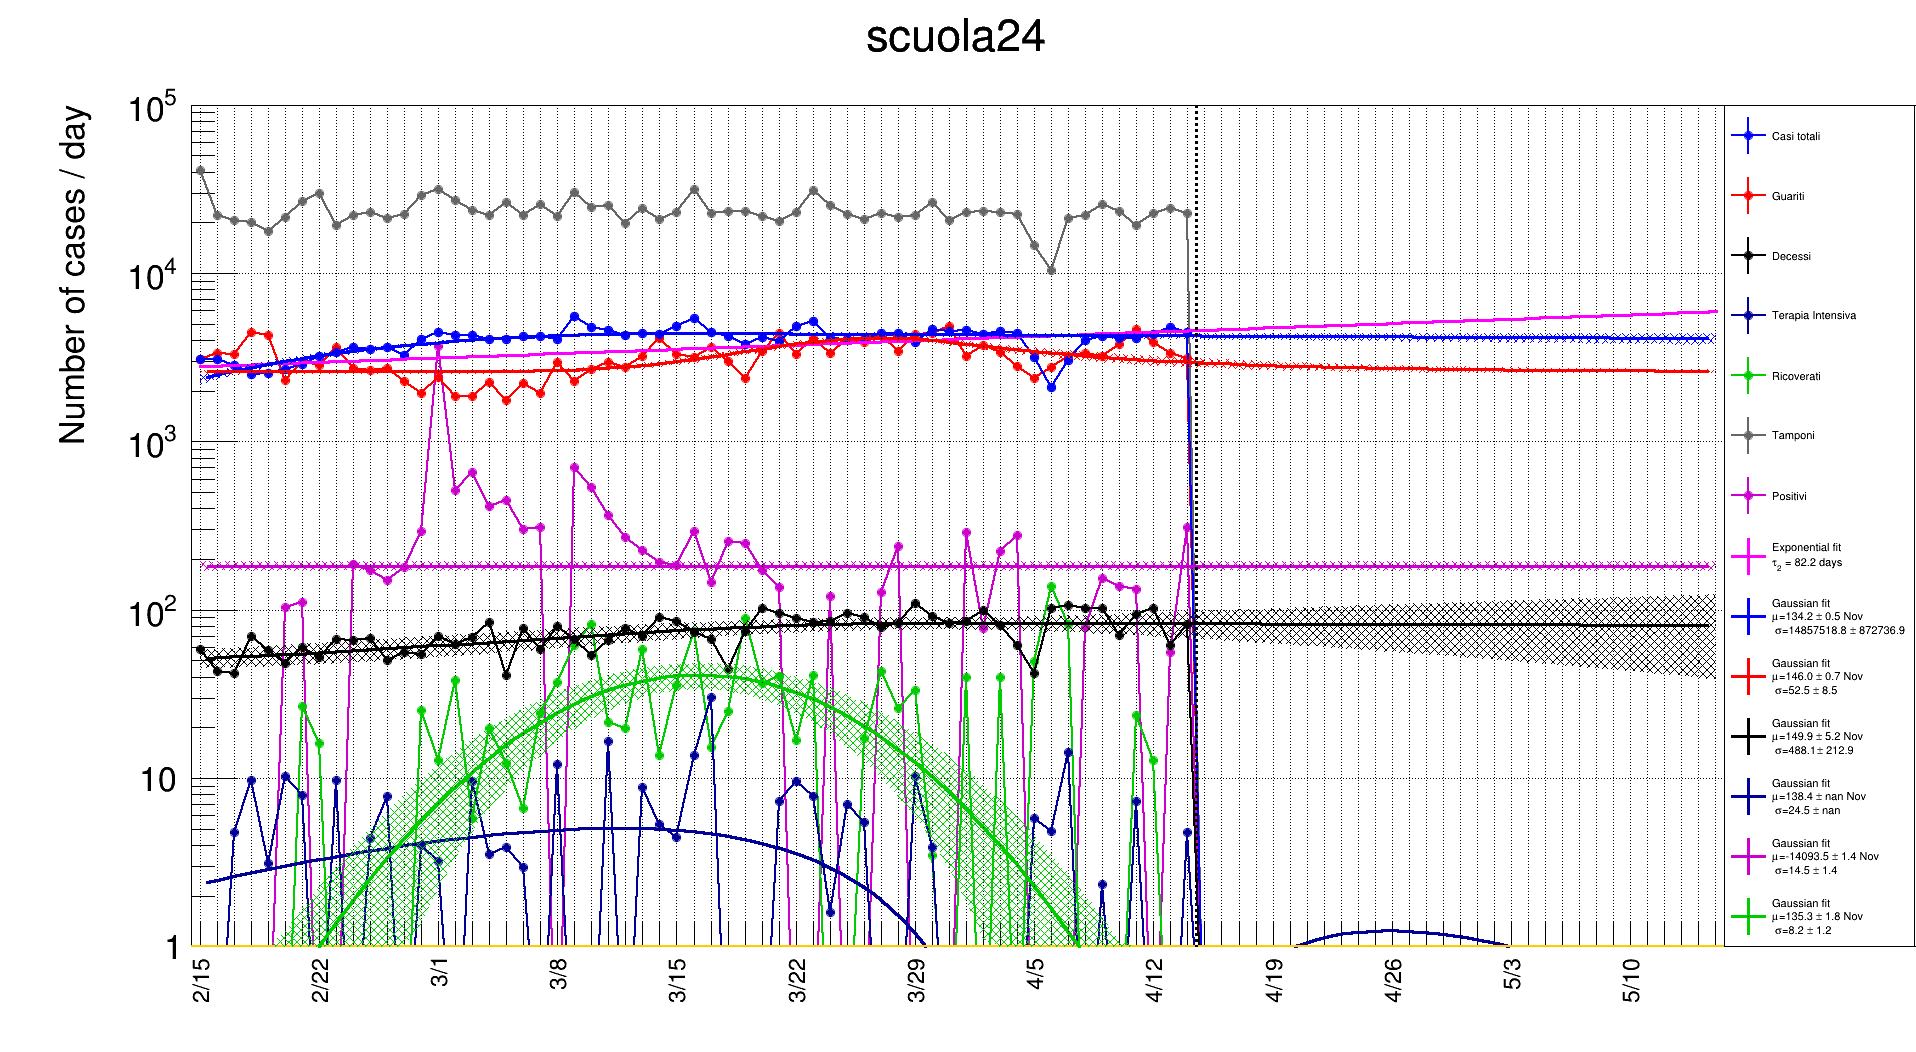 scuola24
Number of cases / day
10^5
10^4
10^3
10^2
10
1
2/15
2/22
3/1
3/8
3/15
3/22
3/29
4/5
4/12
4/19
4/26
5/3
5/10
Casi totali
Guariti
Decessi
Terapia Intensiva
Ricoverati
Tamponi
Positivi
Exponential fit
τ_2 = 82.2 days
Gaussian fit
μ=134.2 ± 0.5 Nov
σ=14857518.8 ± 872736.9
Gaussian fit
μ=146.0 ± 0.7 Nov
σ=52.5 ± 8.5
Gaussian fit
μ=149.9 ± 5.2 Nov
σ=488.1 ± 212.9
Gaussian fit
μ=138.4 ± nan Nov
σ=24.5 ± nan
Gaussian fit
μ=-14093.5 ± 1.4 Nov
σ=14.5 ± 1.4
Gaussian fit
μ=135.3 ± 1.8 Nov
σ=8.2 ± 1.2